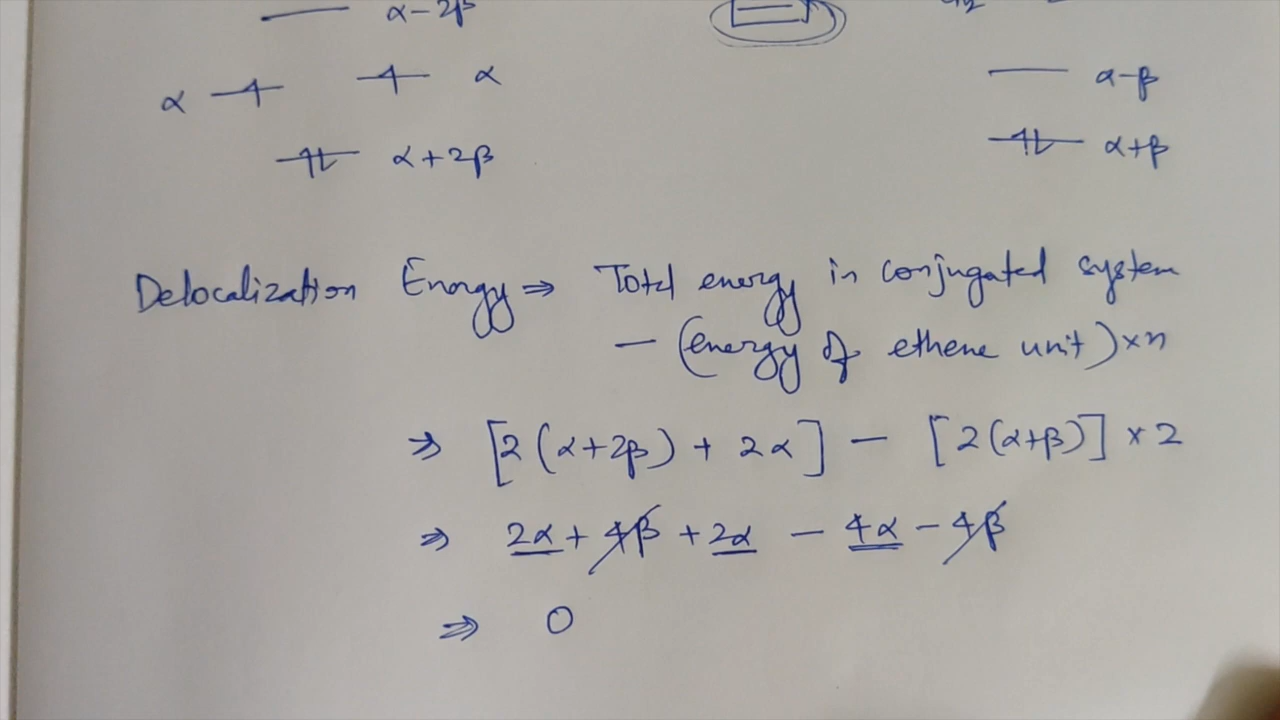 α-2β
α α α-β
α+2β α+β
Delocalization Energy ⇒ Total energy in conjugated system
- (energy of ethene unit) × n
⇒ [2(α+2β) + 2α] - [2(α+β)] × 2
⇒ 2α + 4β + 2α - 4α - 4β
⇒ 0